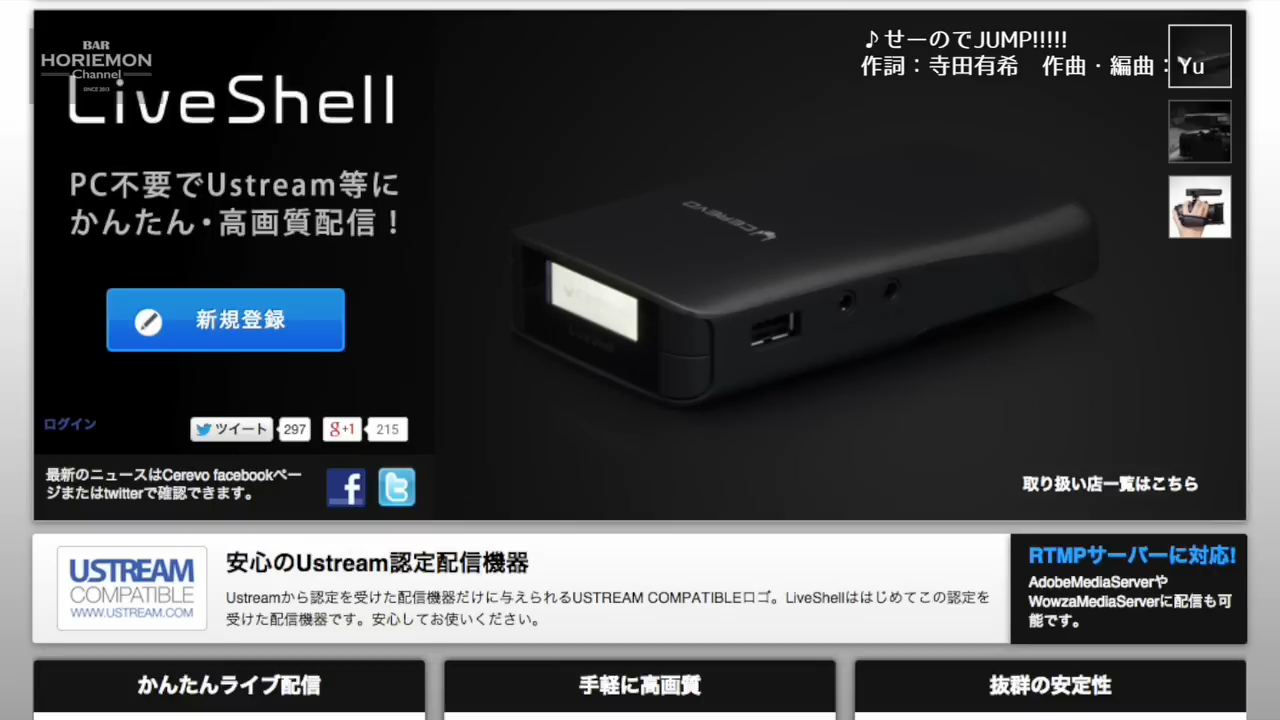 BAR
HORIEMON
Channel
SINCE 2013
♪せーのでJUMP!!!!!
作詞：寺田有希　作曲・編曲：Yu
LiveShell
PC不要でUstream等に
かんたん・高画質配信！
CEREVO
新規登録
ログイン
ツイート 297 g+1 215
最新のニュースはCerevo facebookペー
ジまたはtwitterで確認できます。
取り扱い店一覧はこちら
USTREAM
COMPATIBLE
WWW.USTREAM.COM
安心のUstream認定配信機器
Ustreamから認定を受けた配信機器だけに与えられるUSTREAM COMPATIBLEロゴ。LiveShellははじめてこの認定を
受けた配信機器です。安心してお使いください。
RTMPサーバーに対応!
AdobeMediaServerや
WowzaMediaServerに配信も可
能です。
かんたんライブ配信
手軽に高画質
抜群の安定性